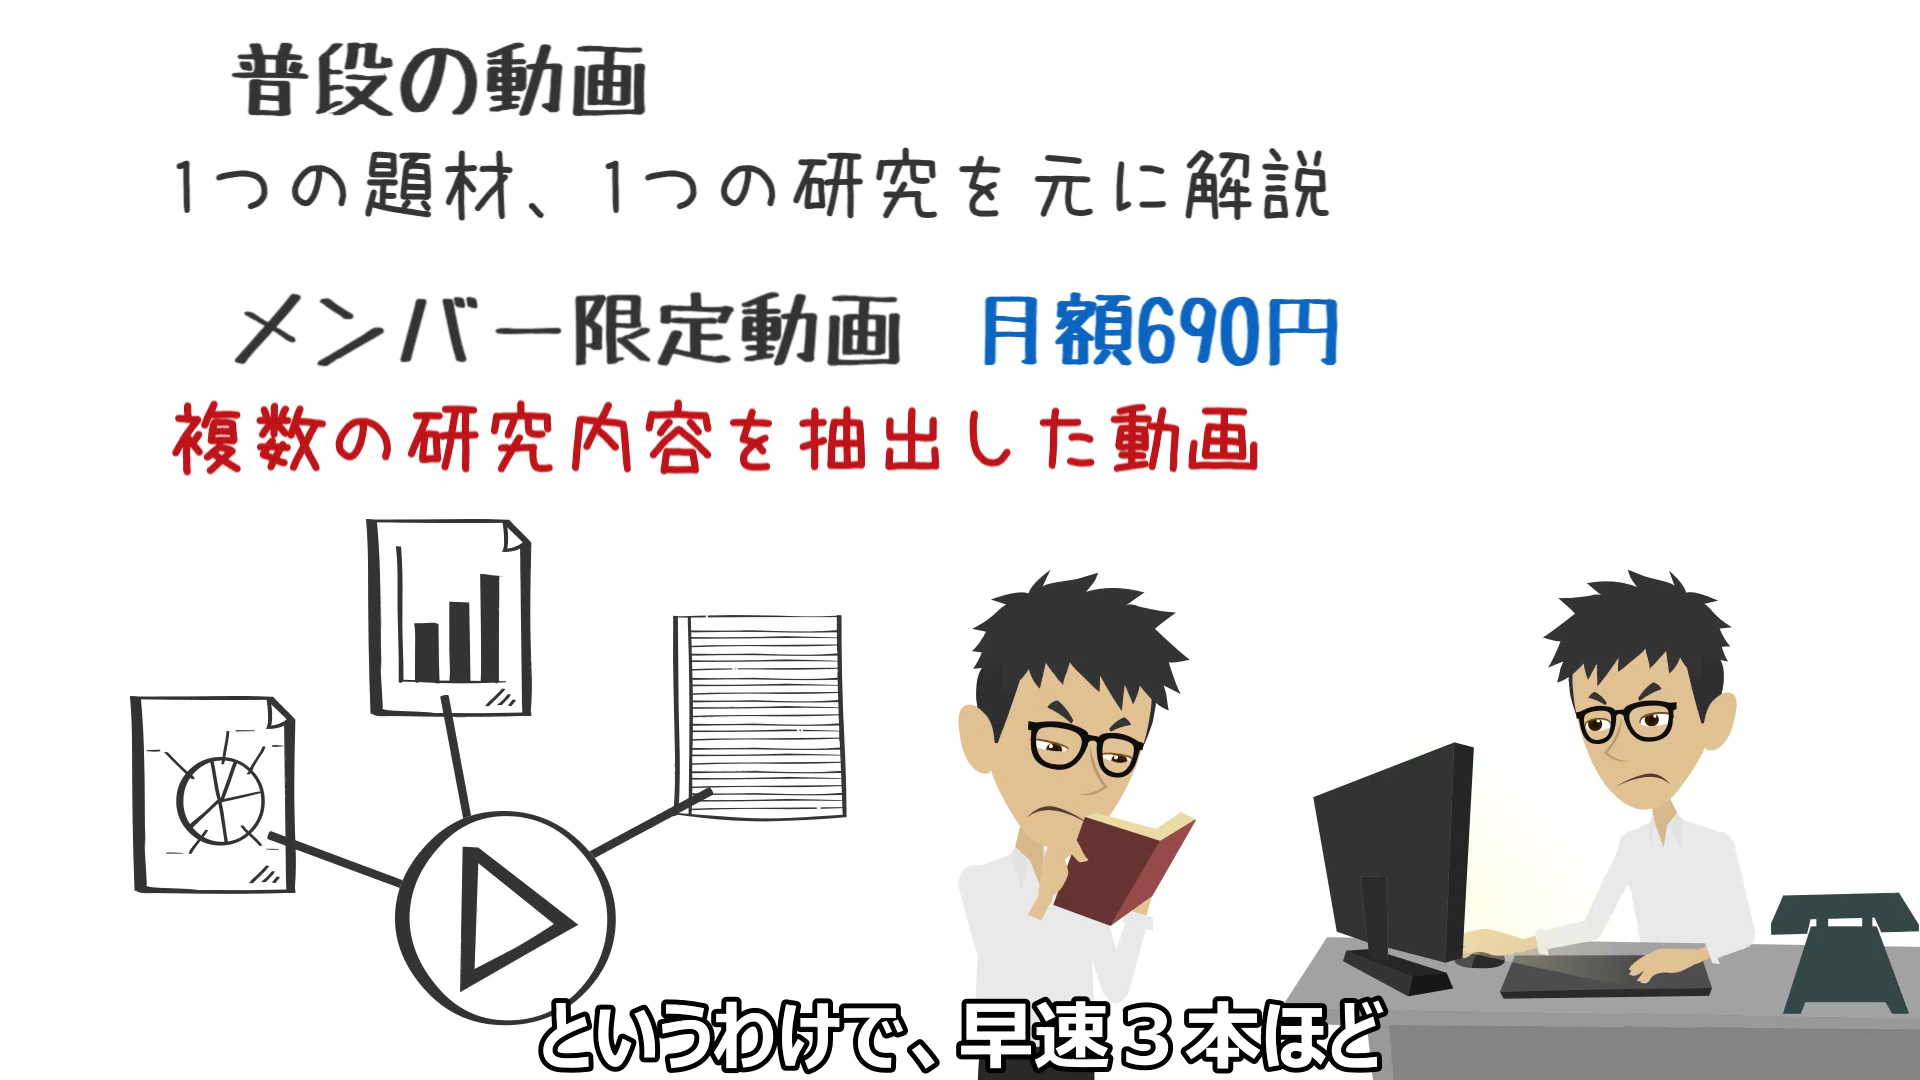 普段の動画
1つの題材、1つの研究を元に解説
メンバー限定動画 月額690円
複数の研究内容を抽出した動画
というわけで、早速３本ほど